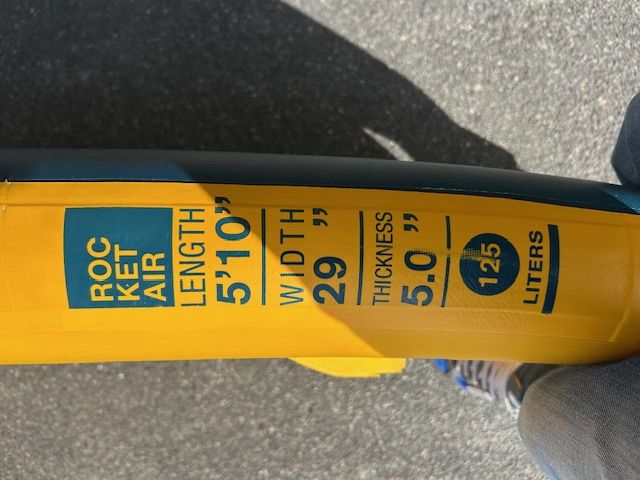 ROC
KET
AIR
LENGTH
5'10"
WIDTH
29"
THICKNESS
5.0"
125
LITERS